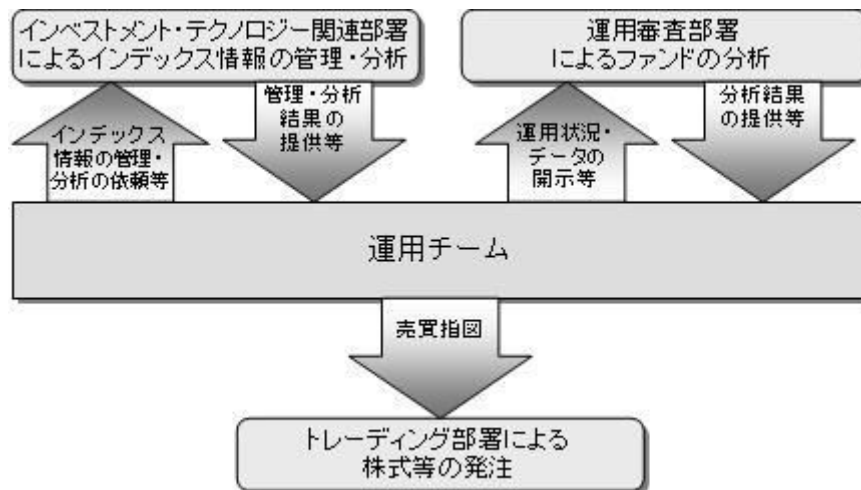 インベストメント・テクノロジー関連部署
によるインデックス情報の管理・分析
運用審査部署
によるファンドの分析
インデックス
情報の管理・
分析の依頼等
管理・分析
結果の
提供等
運用状況・
データの
開示等
分析結果
の提供等
運用チーム
売買指図
トレーディング部署による
株式等の発注